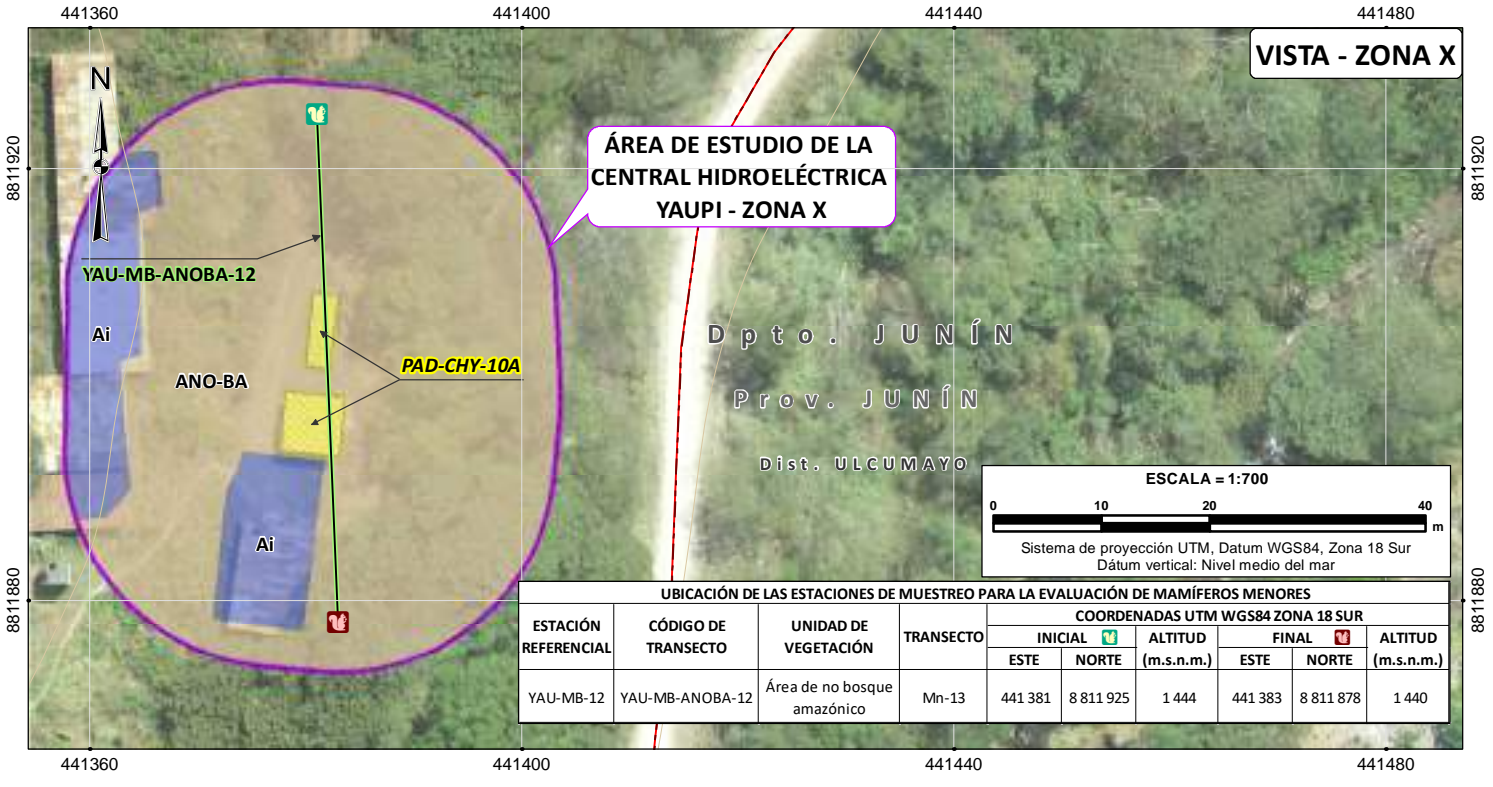 441360
441400
441440
441480
VISTA - ZONA X
N
8811920
8811920
ÁREA DE ESTUDIO DE LA
CENTRAL HIDROELÉCTRICA
YAUPI - ZONA X
YAU-MB-ANOBA-12
Ai
ANO-BA
PAD-CHY-10A
Dpto. JUNÍN
Prov. JUNÍN
Dist. ULCUMAYO
Ai
ESCALA = 1:700
0 10 20 40
m
Sistema de proyección UTM, Datum WGS84, Zona 18 Sur
Dátum vertical: Nivel medio del mar
8811880
8811880
UBICACIÓN DE LAS ESTACIONES DE MUESTREO PARA LA EVALUACIÓN DE MAMÍFEROS MENORES
ESTACIÓN REFERENCIAL
CÓDIGO DE TRANSECTO
UNIDAD DE VEGETACIÓN
TRANSECTO
COORDENADAS UTM WGS84 ZONA 18 SUR
INICIAL
ALTITUD (m.s.n.m.)
FINAL
ALTITUD (m.s.n.m.)
ESTE NORTE ESTE NORTE
YAU-MB-12 YAU-MB-ANOBA-12 Área de no bosque amazónico Mn-13 441 381 8 811 925 1 444 441 383 8 811 878 1 440
441360
441400
441440
441480